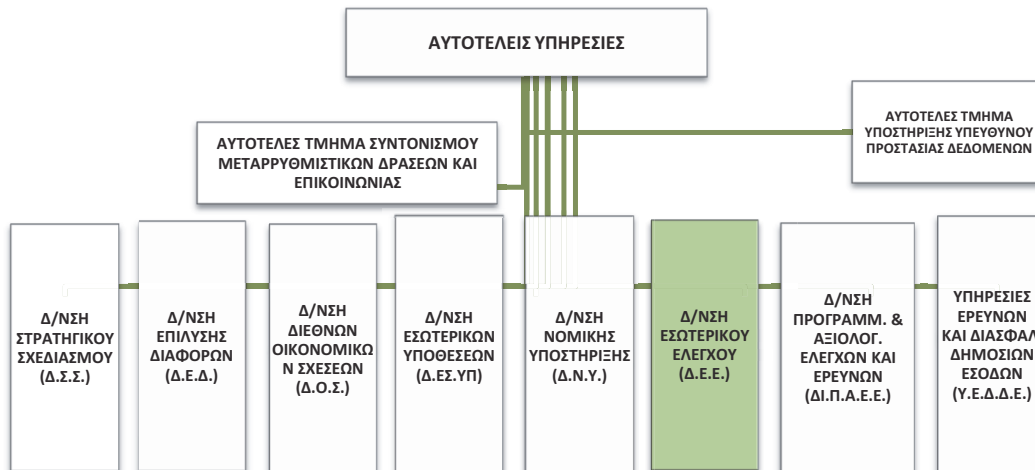 ΑΥΤΟΤΕΛΕΙΣ ΥΠΗΡΕΣΙΕΣ
ΑΥΤΟΤΕΛΕΣ ΤΜΗΜΑ ΣΥΝΤΟΝΙΣΜΟΥ
ΜΕΤΑΡΡΥΘΜΙΣΤΙΚΩΝ ΔΡΑΣΕΩΝ ΚΑΙ
ΕΠΙΚΟΙΝΩΝΙΑΣ
ΑΥΤΟΤΕΛΕΣ ΤΜΗΜΑ
ΥΠΟΣΤΗΡΙΞΗΣ ΥΠΕΥΘΥΝΟΥ
ΠΡΟΣΤΑΣΙΑΣ ΔΕΔΟΜΕΝΩΝ
Δ/ΝΣΗ
ΣΤΡΑΤΗΓΙΚΟΥ
ΣΧΕΔΙΑΣΜΟΥ
(Δ.Σ.Σ.)
Δ/ΝΣΗ
ΕΠΙΛΥΣΗΣ
ΔΙΑΦΟΡΩΝ
(Δ.Ε.Δ.)
Δ/ΝΣΗ
ΔΙΕΘΝΩΝ
ΟΙΚΟΝΟΜΙΚΩ
Ν ΣΧΕΣΕΩΝ
(Δ.Ο.Σ.)
Δ/ΝΣΗ
ΕΣΩΤΕΡΙΚΩΝ
ΥΠΟΘΕΣΕΩΝ
(Δ.ΕΣ.ΥΠ)
Δ/ΝΣΗ
ΝΟΜΙΚΗΣ
ΥΠΟΣΤΗΡΙΞΗΣ
(Δ.Ν.Υ.)
Δ/ΝΣΗ
ΕΣΩΤΕΡΙΚΟΥ
ΕΛΕΓΧΟΥ
(Δ.Ε.Ε.)
Δ/ΝΣΗ
ΠΡΟΓΡΑΜΜ. &
ΑΞΙΟΛΟΓ.
ΕΛΕΓΧΩΝ ΚΑΙ
ΕΡΕΥΝΩΝ
(ΔΙ.Π.Α.Ε.Ε.)
ΥΠΗΡΕΣΙΕΣ
ΕΡΕΥΝΩΝ
ΚΑΙ ΔΙΑΣΦΑΛ
ΔΗΜΟΣΙΩΝ
ΕΣΟΔΩΝ
(Υ.Ε.Δ.Δ.Ε.)